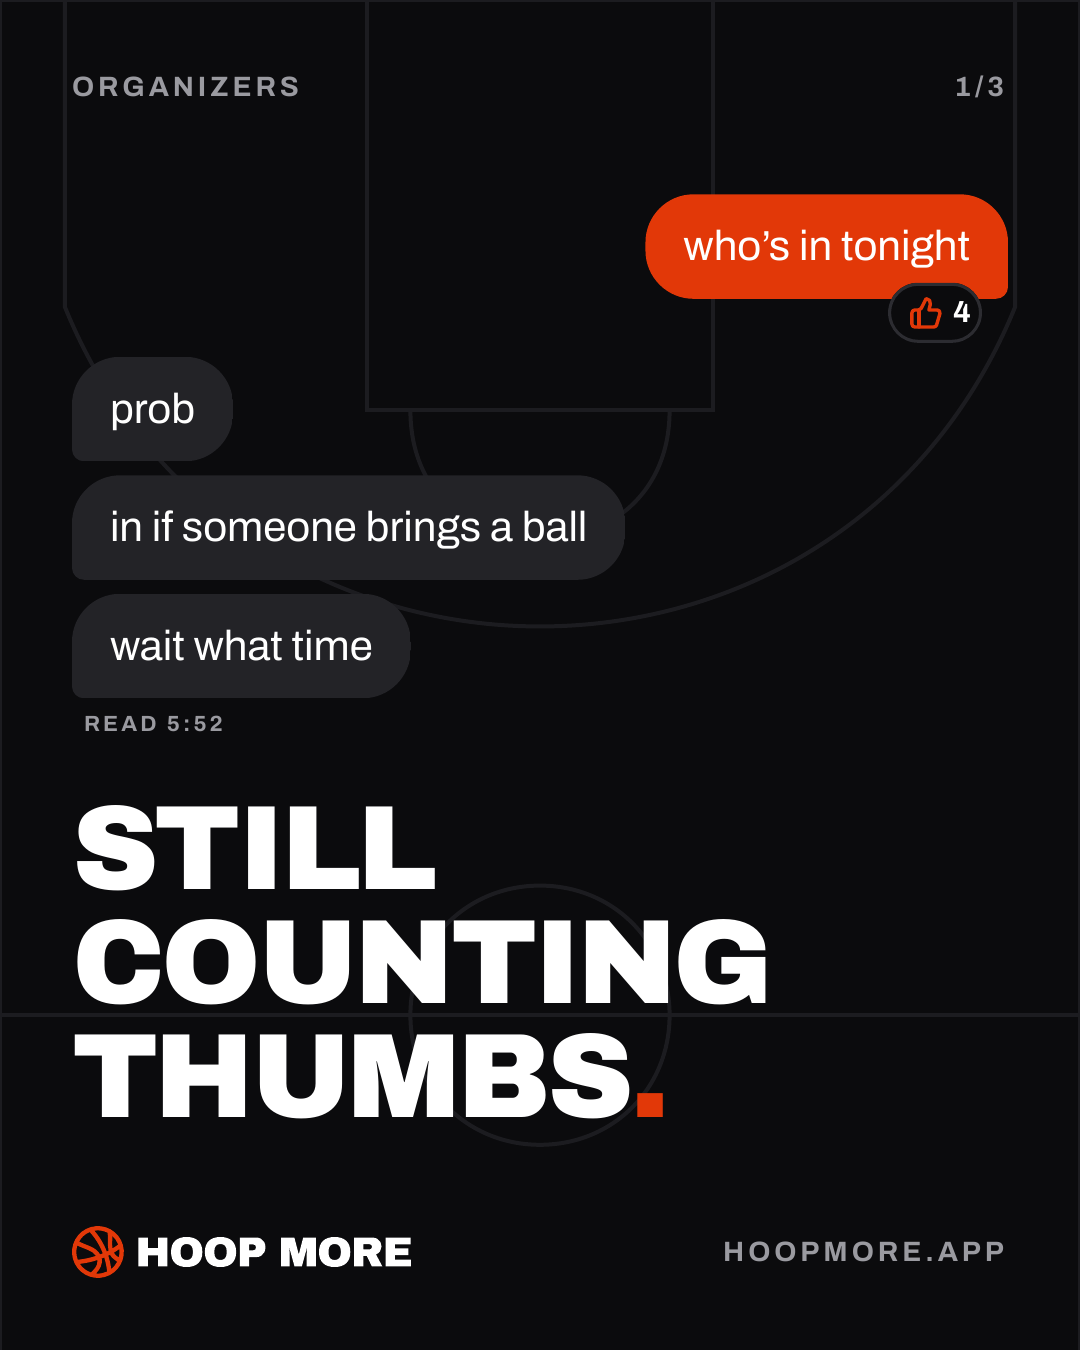 ORGANIZERS
1/3
who’s in tonight
4
prob
in if someone brings a ball
wait what time
READ 5:52
STILL
COUNTING
THUMBS.
HOOP MORE
HOOPMORE.APP